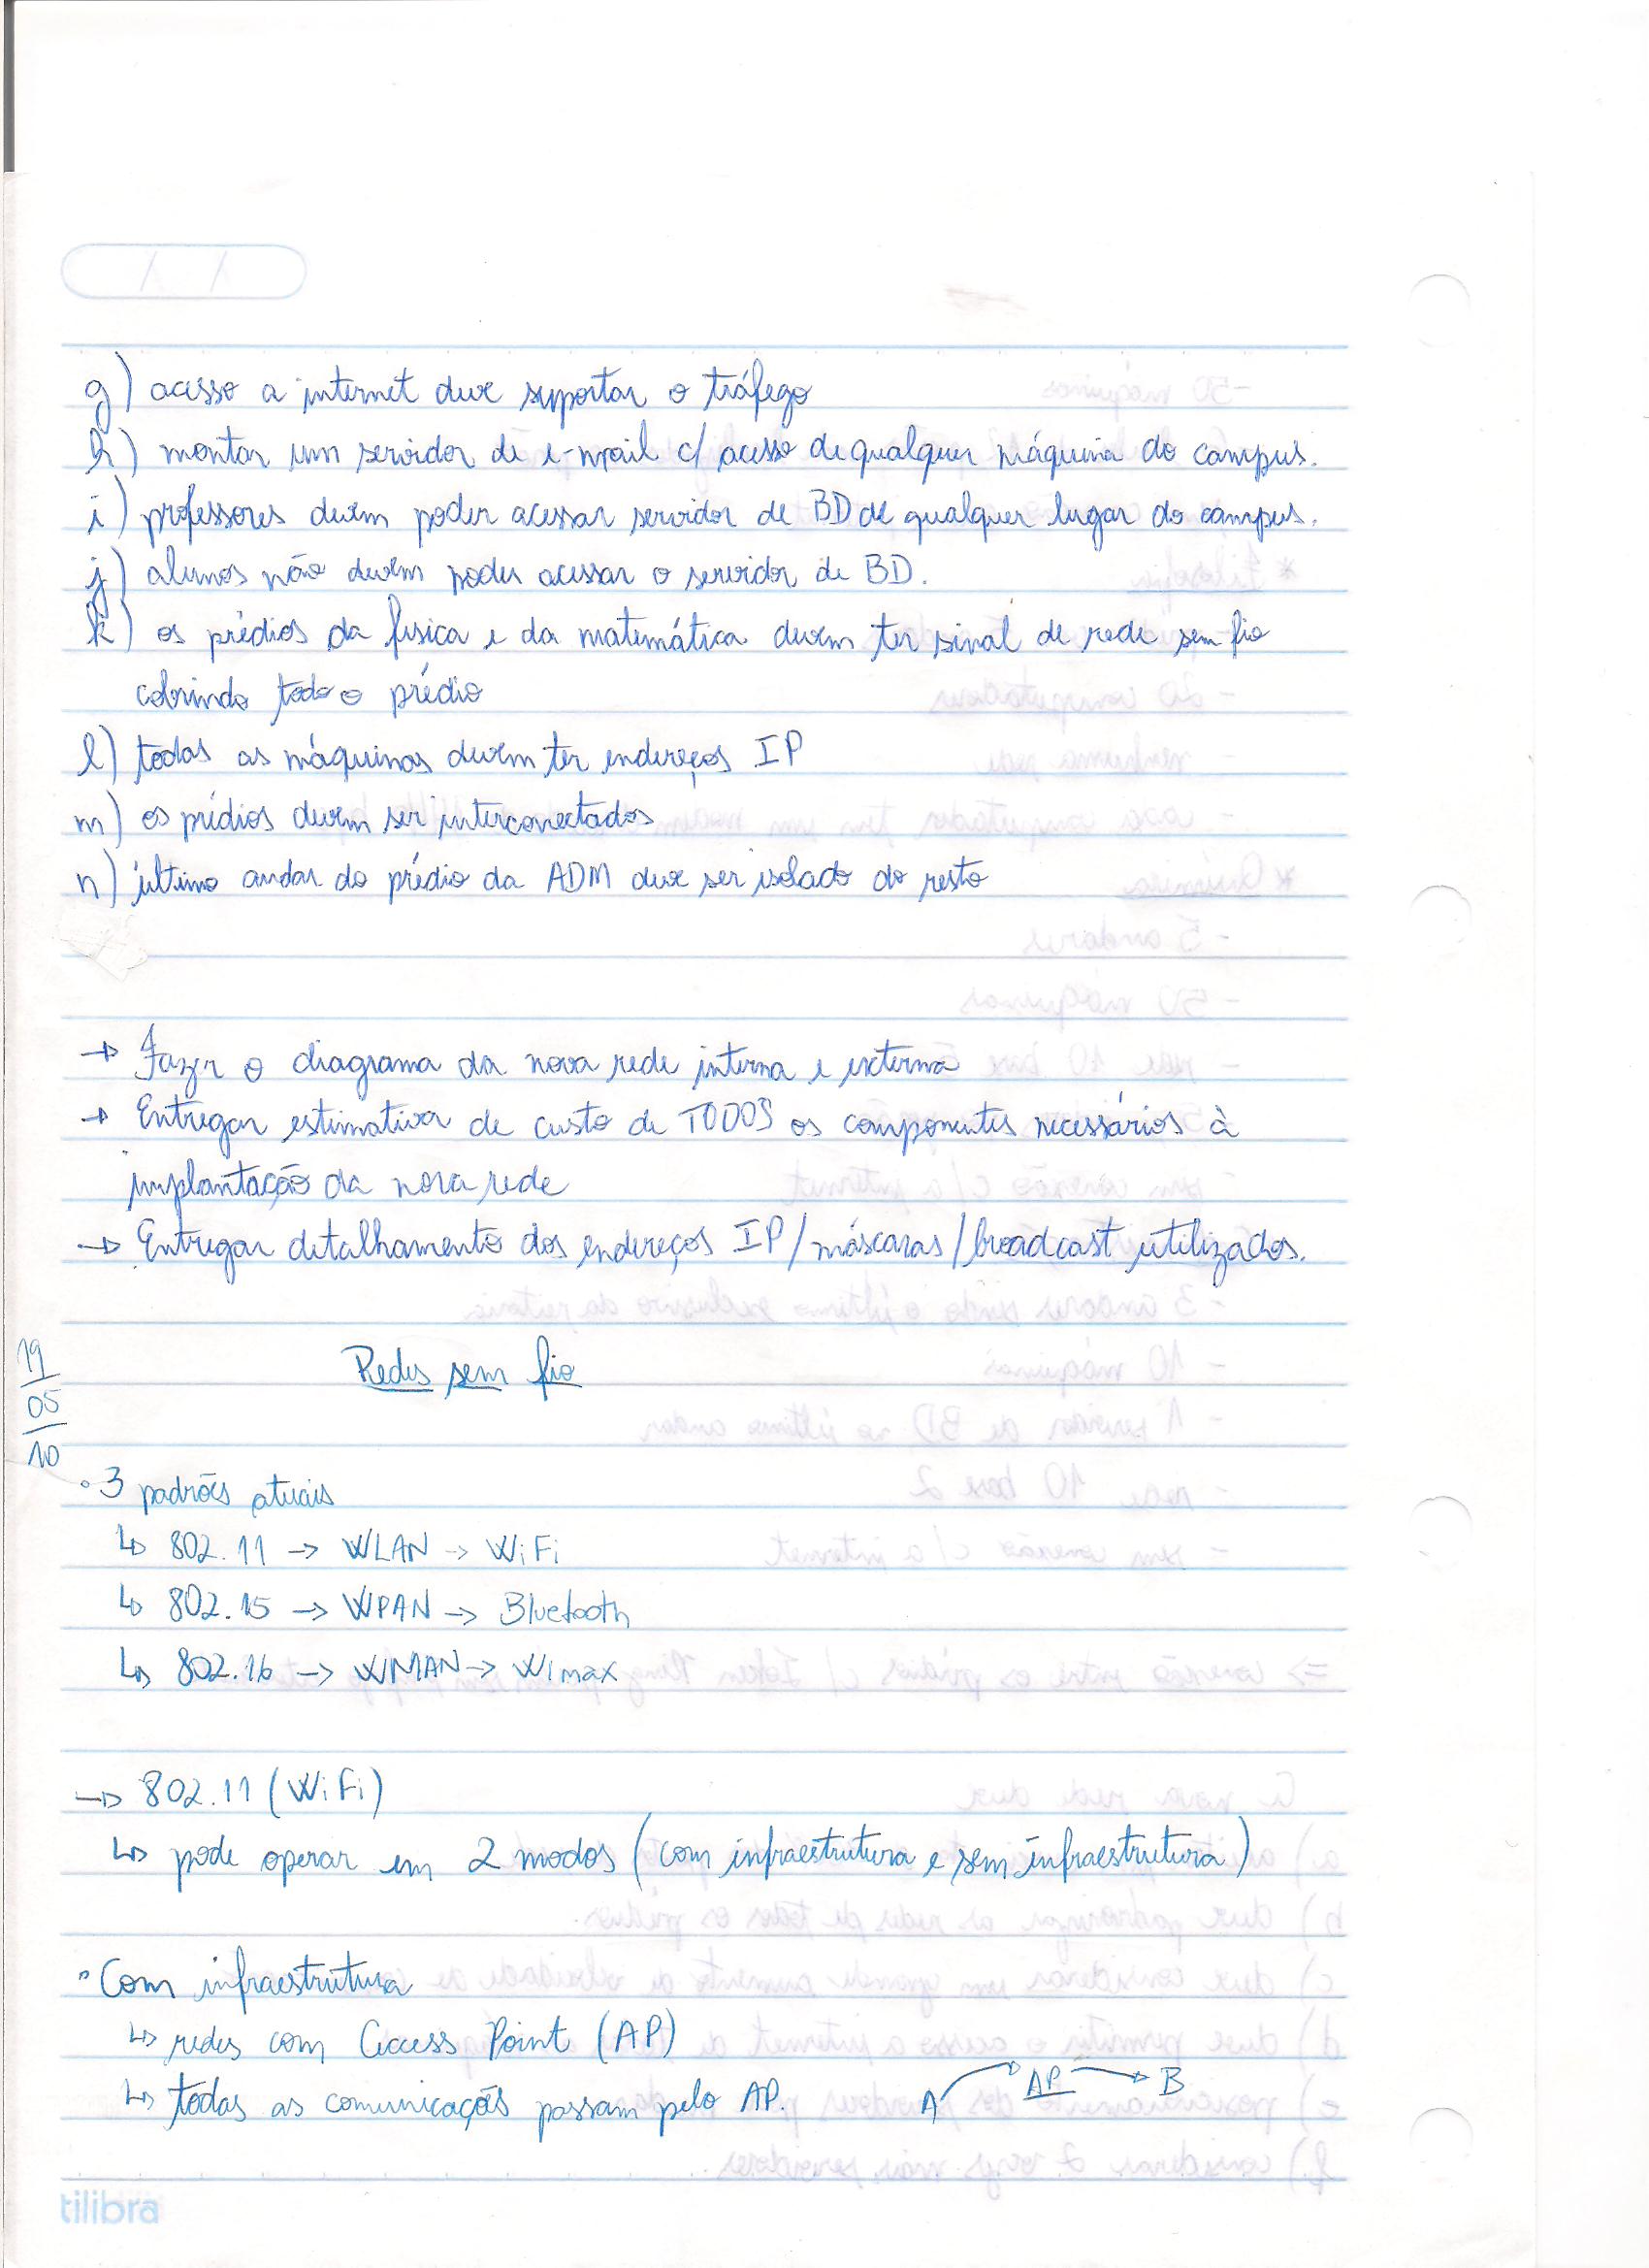 g) acesso a internet deve suportar o tráfego
h) montar um servidor de e-mail c/ acesso de qualquer máquina do campus.
i) professores devem poder acessar servidor de BD de qualquer lugar do campus.
j) alunos não devem poder acessar o servidor de BD.
k) os prédios da física e da matemática devem ter sinal de rede sem fio
cobrindo todo o prédio
l) todas as máquinas devem ter endereços IP
m) os prédios devem ser interconectados
n) último andar do prédio da ADM deve ser isolado do resto
→ Fazer o diagrama da nova rede interna e externa
→ Entregar estimativa de custo de TODOS os componentes necessários à
implantação da nova rede
→ Entregar detalhamento dos endereços IP/máscaras/broadcast utilizados.
19/05/10
Redes sem fio
• 3 padrões atuais
↳ 802.11 → WLAN → WiFi
↳ 802.15 → WPAN → Bluetooth
↳ 802.16 → WMAN → Wimax
→ 802.11 (WiFi)
↳ pode operar em 2 modos (com infraestrutura e sem infraestrutura)
• Com infraestrutura
↳ redes com Access Point (AP)
↳ todas as comunicações passam pelo AP. A → AP → B
tilibra